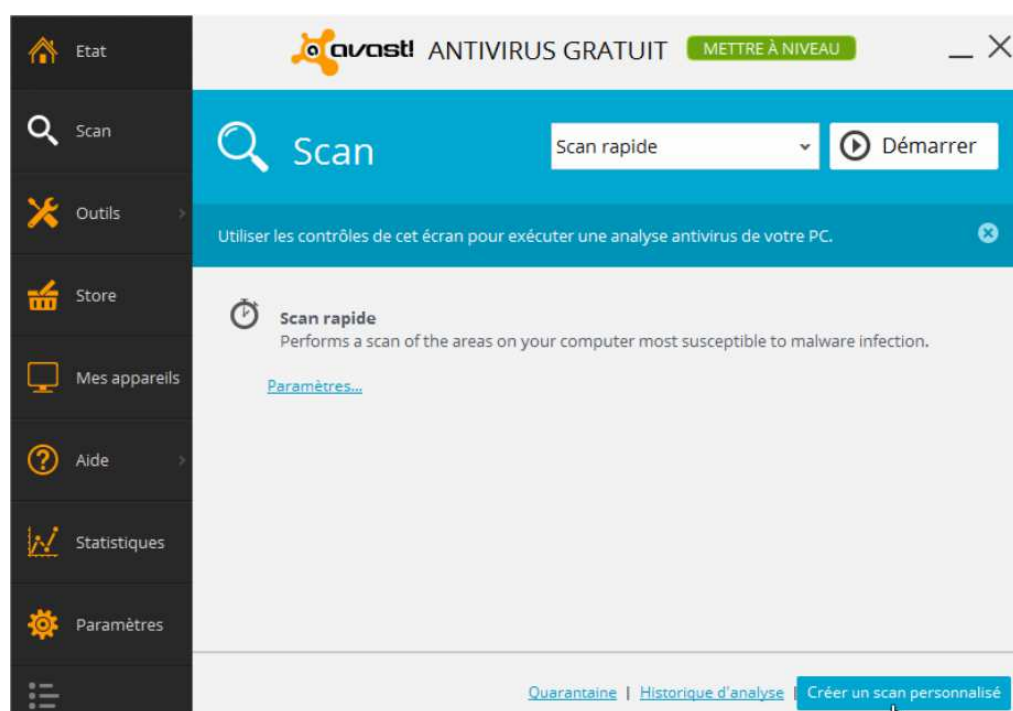 Etat
avast! ANTIVIRUS GRATUIT METTRE À NIVEAU
Scan
Scan
Scan rapide
Démarrer
Outils
Utiliser les contrôles de cet écran pour exécuter une analyse antivirus de votre PC.
Store
Scan rapide
Performs a scan of the areas on your computer most susceptible to malware infection.
Mes appareils
Paramètres...
Aide
Statistiques
Paramètres
Quarantaine | Historique d'analyse | Créer un scan personnalisé